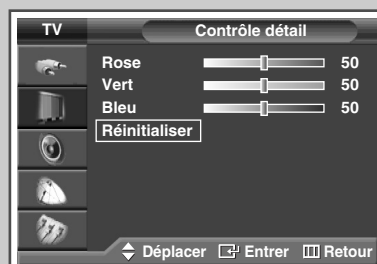 TV Contrôle détail
Rose 50
Vert 50
Bleu 50
Réinitialiser
Déplacer Entrer Retour